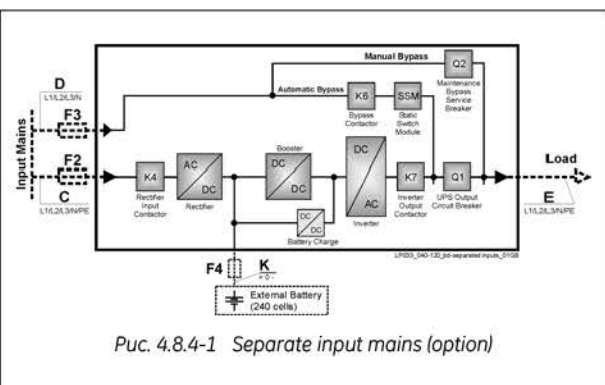 Manual Bypass
Q2
D
L1/L2/L3/N
Automatic Bypass
K6
SSM
Maintenance
Bypass
Service
Breaker
F3
Bypass
Contactor
Static
Switch
Module
Input Mains
F2
Booster
DC
Load
K4
AC
DC
DC
DC
K7
Q1
C
L1/L2/L3/N/PE
Rectifier
Input
Contactor
Rectifier
DC
DC
Battery Charge
AC
Inverter
Inverter
Output
Contactor
UPS Output
Circuit Breaker
E
L1/L2/L3/N/PE
F4
K
+ 0 -
External Battery
(240 cells)
Рис. 4.8.4-1 Separate input mains (option)